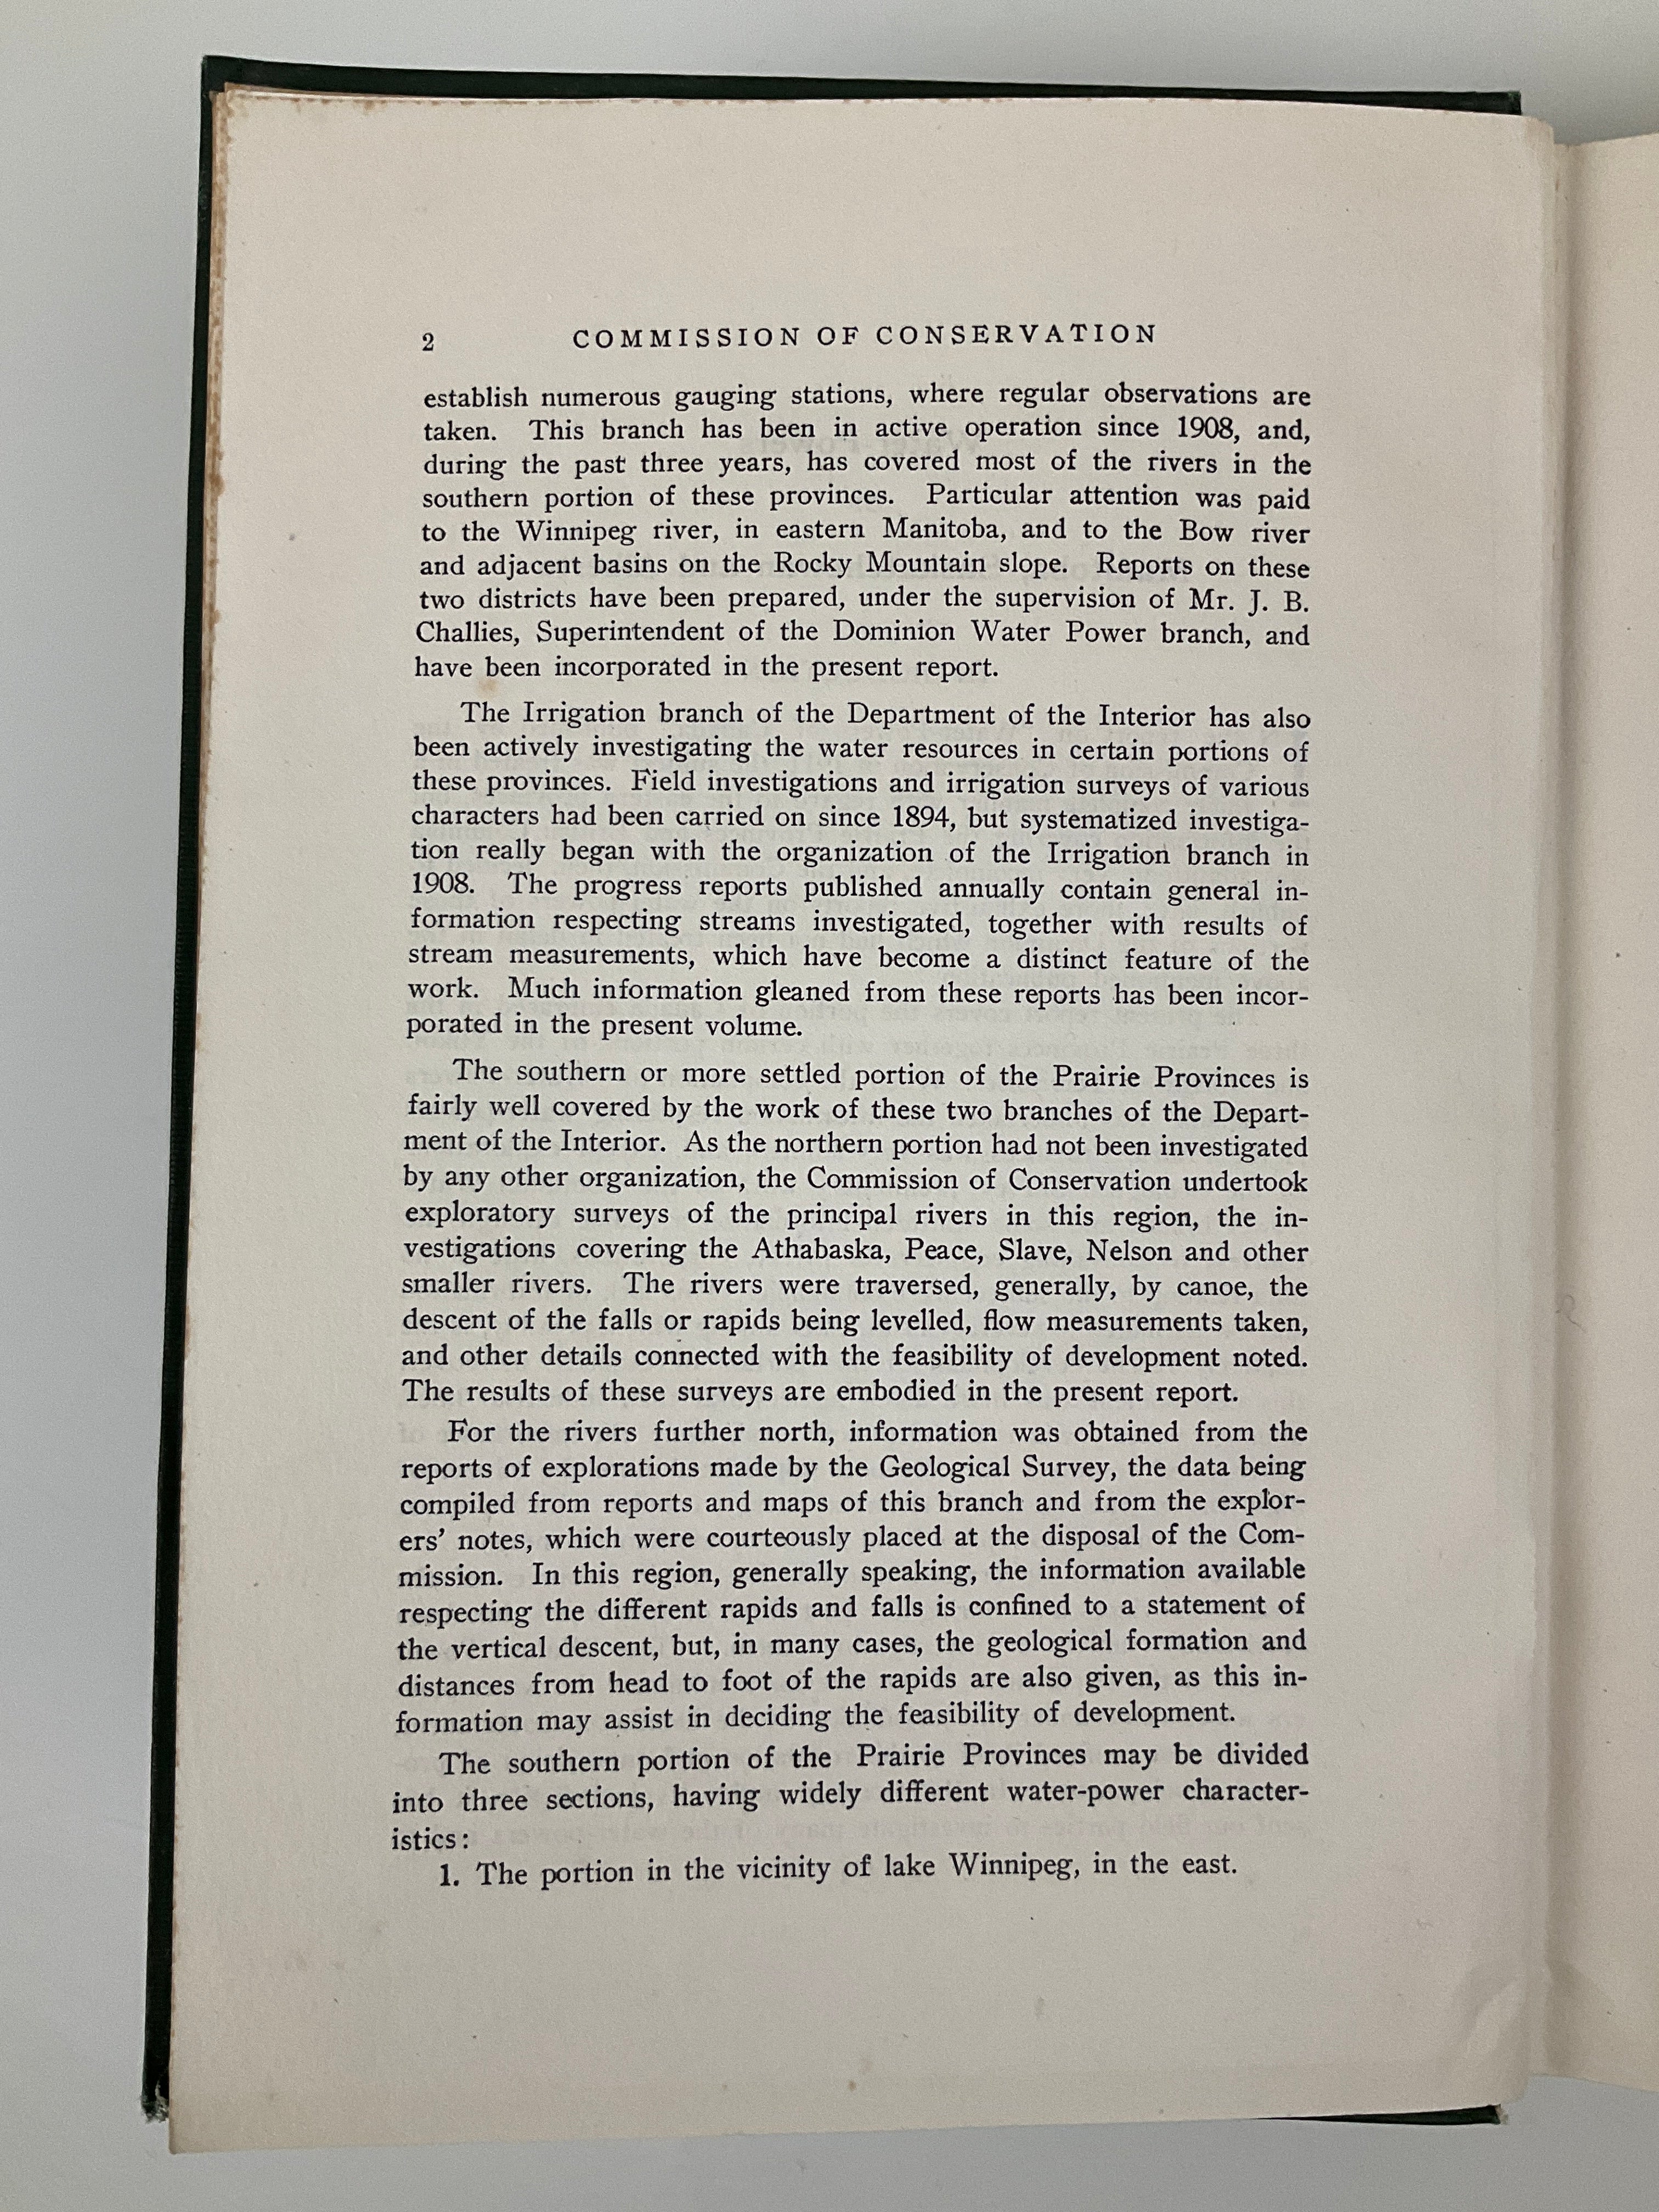 2 COMMISSION OF CONSERVATION
establish numerous gauging stations, where regular observations are
taken. This branch has been in active operation since 1908, and,
during the past three years, has covered most of the rivers in the
southern portion of these provinces. Particular attention was paid
to the Winnipeg river, in eastern Manitoba, and to the Bow river
and adjacent basins on the Rocky Mountain slope. Reports on these
two districts have been prepared, under the supervision of Mr. J. B.
Challies, Superintendent of the Dominion Water Power branch, and
have been incorporated in the present report.
The Irrigation branch of the Department of the Interior has also
been actively investigating the water resources in certain portions of
these provinces. Field investigations and irrigation surveys of various
characters had been carried on since 1894, but systematized investiga-
tion really began with the organization of the Irrigation branch in
1908. The progress reports published annually contain general in-
formation respecting streams investigated, together with results of
stream measurements, which have become a distinct feature of the
work. Much information gleaned from these reports has been incor-
porated in the present volume.
The southern or more settled portion of the Prairie Provinces is
fairly well covered by the work of these two branches of the Depart-
ment of the Interior. As the northern portion had not been investigated
by any other organization, the Commission of Conservation undertook
exploratory surveys of the principal rivers in this region, the in-
vestigations covering the Athabaska, Peace, Slave, Nelson and other
smaller rivers. The rivers were traversed, generally, by canoe, the
descent of the falls or rapids being levelled, flow measurements taken,
and other details connected with the feasibility of development noted.
The results of these surveys are embodied in the present report.
For the rivers further north, information was obtained from the
reports of explorations made by the Geological Survey, the data being
compiled from reports and maps of this branch and from the explor-
ers' notes, which were courteously placed at the disposal of the Com-
mission. In this region, generally speaking, the information available
respecting the different rapids and falls is confined to a statement of
the vertical descent, but, in many cases, the geological formation and
distances from head to foot of the rapids are also given, as this in-
formation may assist in deciding the feasibility of development.
The southern portion of the Prairie Provinces may be divided
into three sections, having widely different water-power character-
istics:
1. The portion in the vicinity of lake Winnipeg, in the east.